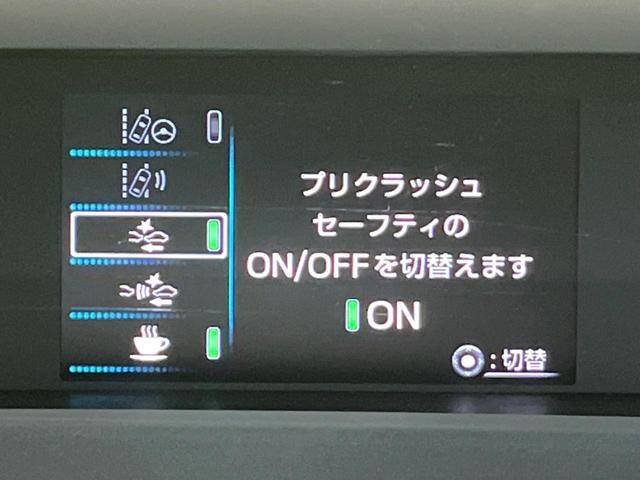 プリクラッシュ
セーフティの
ON/OFFを切替えます
ON
:切替